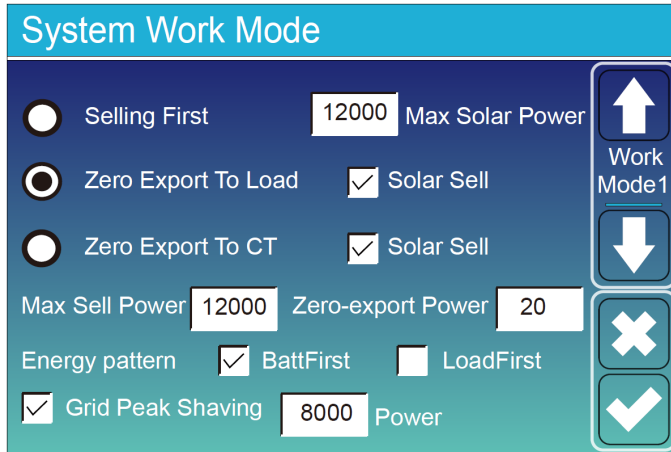 System Work Mode
Selling First 12000 Max Solar Power
Zero Export To Load Solar Sell
Zero Export To CT Solar Sell
Max Sell Power 12000 Zero-export Power 20
Energy pattern BattFirst LoadFirst
Grid Peak Shaving 8000 Power
Work
Mode1